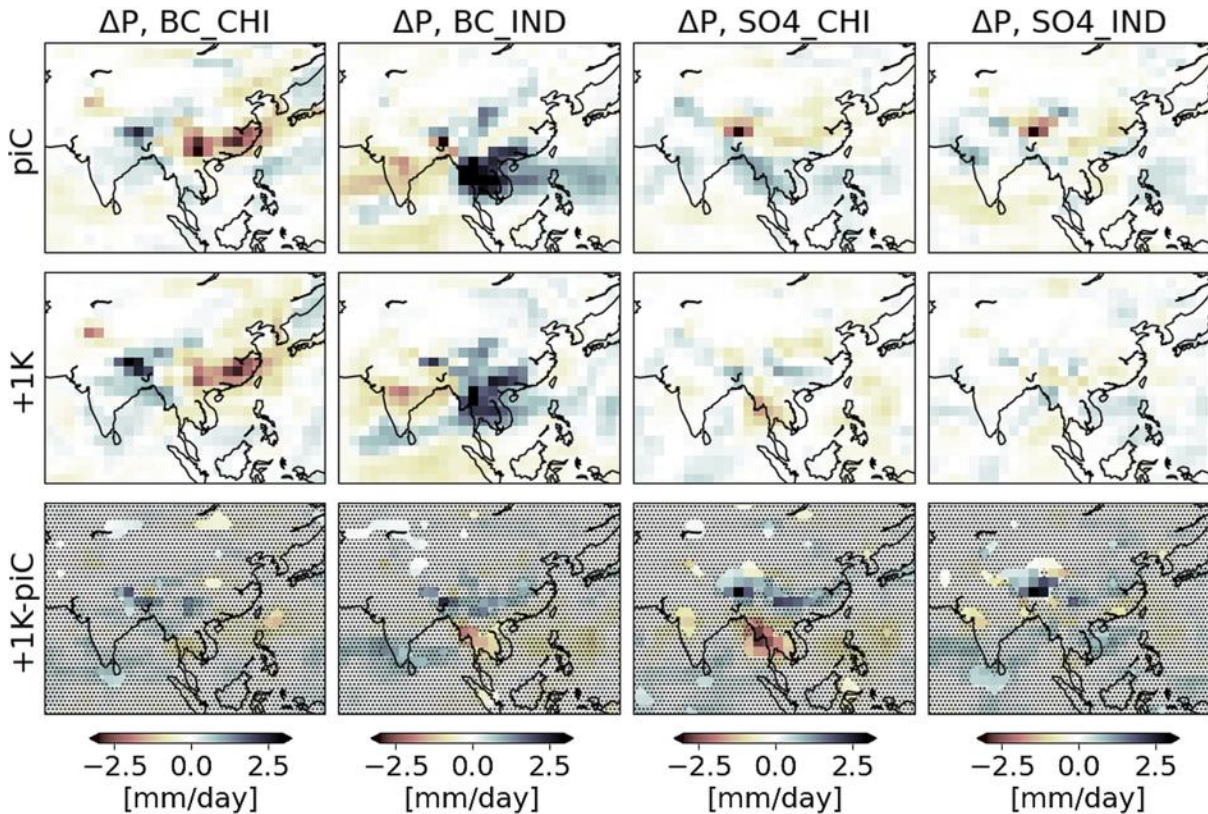 ΔP, BC_CHI
ΔP, BC_IND
ΔP, SO4_CHI
ΔP, SO4_IND
piC
+1K
+1K-piC
−2.5 0.0 2.5
[mm/day]
−2.5 0.0 2.5
[mm/day]
−2.5 0.0 2.5
[mm/day]
−2.5 0.0 2.5
[mm/day]